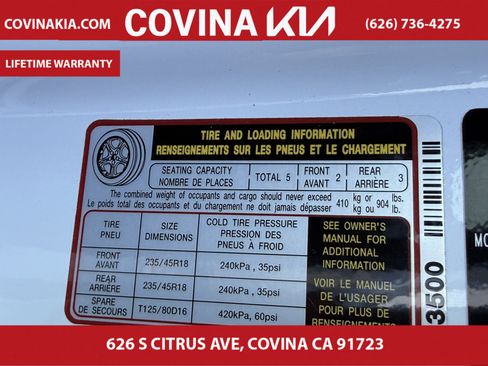 COVINAKIA.COM
COVINA KIA
(626) 736-4275
LIFETIME WARRANTY
TIRE AND LOADING INFORMATION
RENSEIGNEMENTS SUR LES PNEUS ET LE CHARGEMENT
SEATING CAPACITY
NOMBRE DE PLACES
TOTAL 5
FRONT
AVANT 2
REAR
ARRIÈRE 3
The combined weight of occupants and cargo should never exceed
Le poids total des occupants et du chargement ne doit jamais dépasser
410 kg or 904 lbs.
kg ou lb.
TIRE
PNEU
SIZE
DIMENSIONS
COLD TIRE PRESSURE
PRESSION DES
PNEUS À FROID
FRONT
AVANT
235/45R18
240kPa , 35psi
REAR
ARRIÈRE
235/45R18
240kPa , 35psi
SPARE
DE SECOURS
T125/80D16
420kPa, 60psi
SEE OWNER'S
MANUAL FOR
ADDITIONAL
INFORMATION
VOIR LE MANUEL
DE L'USAGER
POUR PLUS DE
3500
MO
626 S CITRUS AVE, COVINA CA 91723